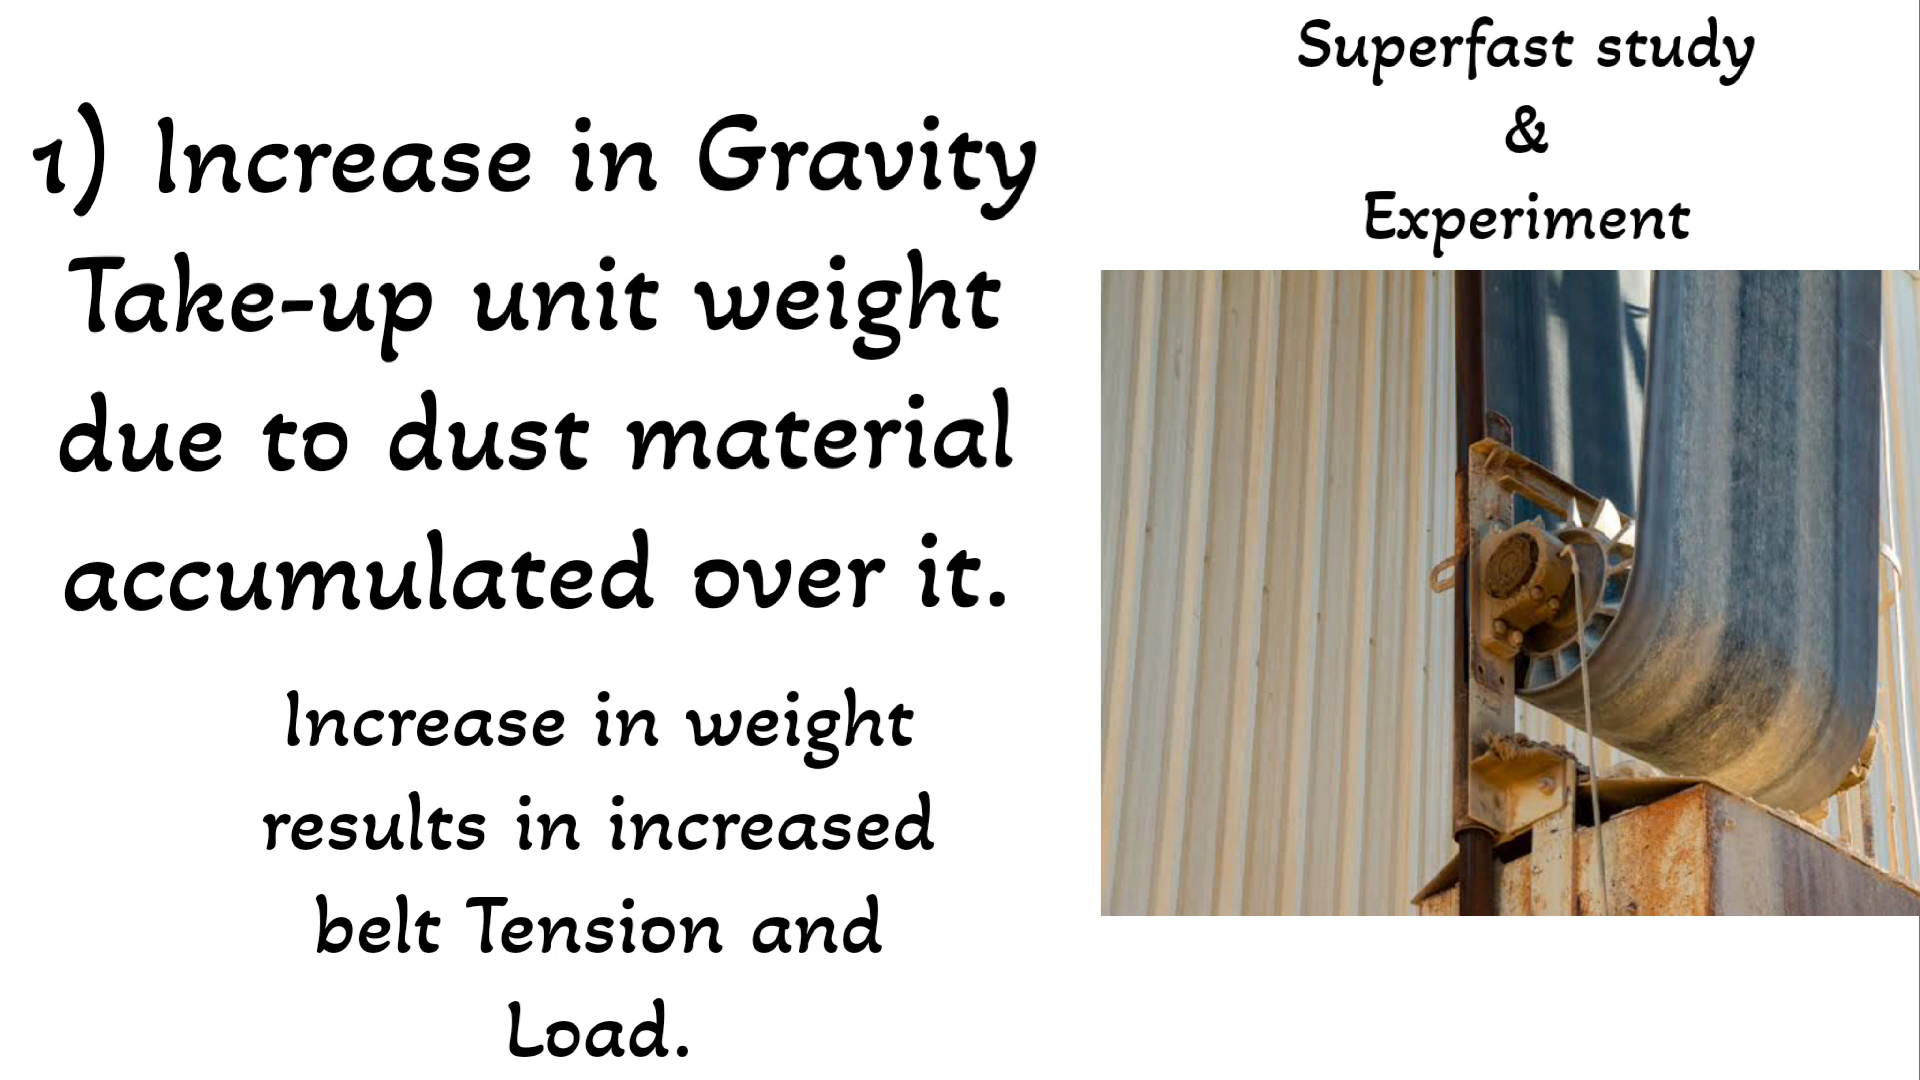 1) Increase in Gravity
Take-up unit weight
due to dust material
accumulated over it.
Increase in weight
results in increased
belt Tension and
Load.
Superfast study
&
Experiment